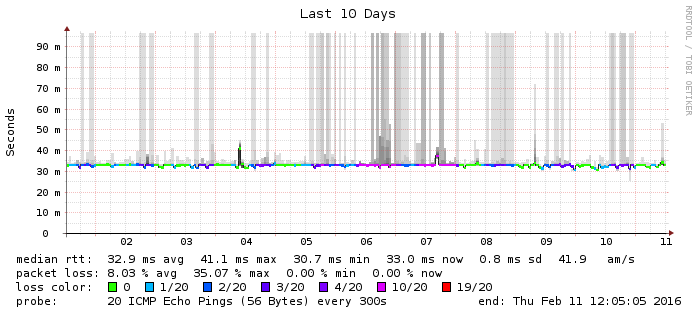 Last 10 Days
RRDTOOL / TOBI OETIKER
Seconds
90 m
80 m
70 m
60 m
50 m
40 m
30 m
20 m
10 m
0
02 03 04 05 06 07 08 09 10 11
median rtt: 32.9 ms avg 41.1 ms max 30.7 ms min 33.0 ms now 0.8 ms sd 41.9 am/s
packet loss: 8.03 % avg 35.07 % max 0.00 % min 0.00 % now
loss color: 0 1/20 2/20 3/20 4/20 10/20 19/20
probe: 20 ICMP Echo Pings (56 Bytes) every 300s end: Thu Feb 11 12:05:05 2016